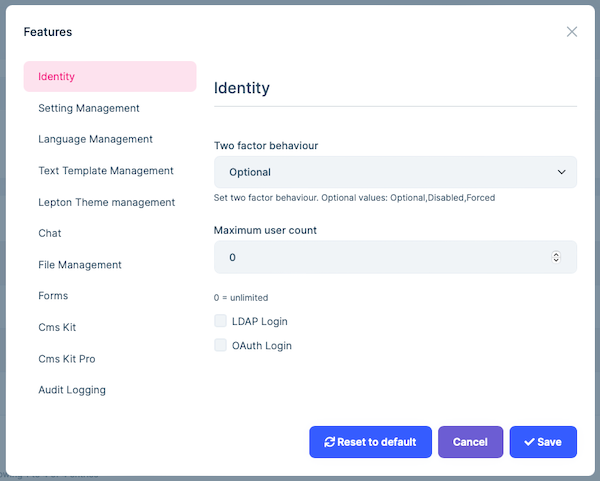 Features
Identity
Setting Management
Language Management
Text Template Management
Lepton Theme management
Chat
File Management
Forms
Cms Kit
Cms Kit Pro
Audit Logging
Identity
Two factor behaviour
Optional
Set two factor behaviour. Optional values: Optional,Disabled,Forced
Maximum user count
0
0 = unlimited
LDAP Login
OAuth Login
Reset to default
Cancel
Save